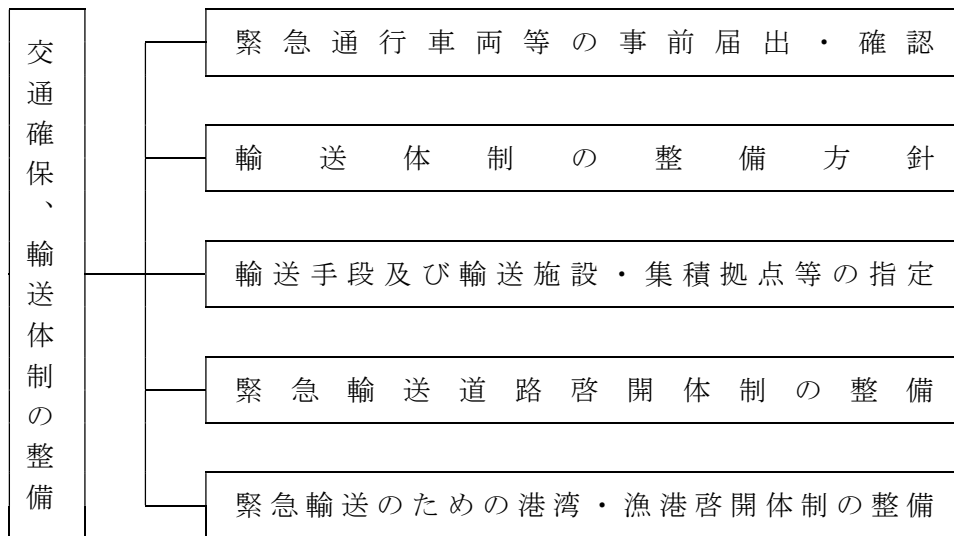 交通確保、輸送体制の整備
緊急通行車両等の事前届出・確認
輸送体制の整備方針
輸送手段及び輸送施設・集積拠点等の指定
緊急輸送道路啓開体制の整備
緊急輸送のための港湾・漁港啓開体制の整備